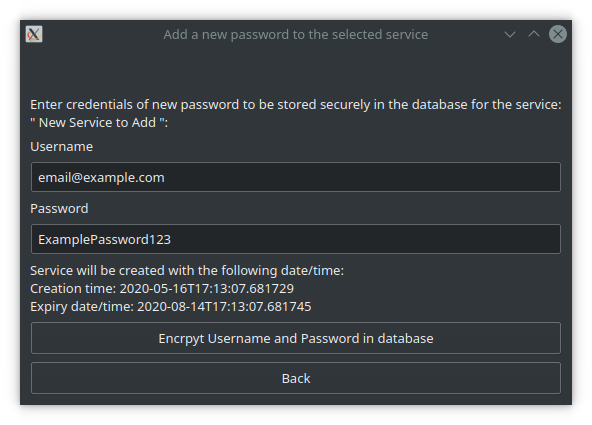 Add a new password to the selected service
Enter credentials of new password to be stored securely in the database for the service:
" New Service to Add ":
Username
email@example.com
Password
ExamplePassword123
Service will be created with the following date/time:
Creation time: 2020-05-16T17:13:07.681729
Expiry date/time: 2020-08-14T17:13:07.681745
Encrpyt Username and Password in database
Back